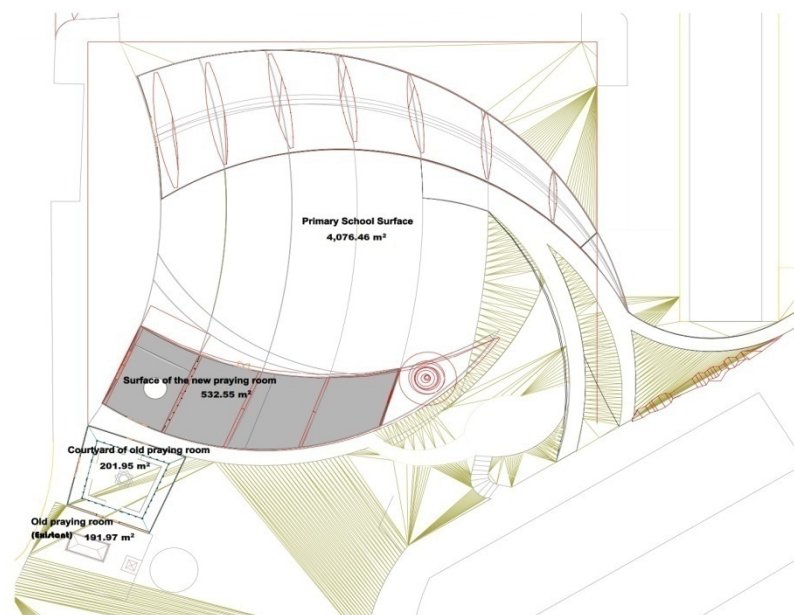 Primary School Surface
4,076.46 m²
Surface of the new praying room
532.55 m²
Courtyard of old praying room
201.95 m²
Old praying room
(Existent) 191.97 m²